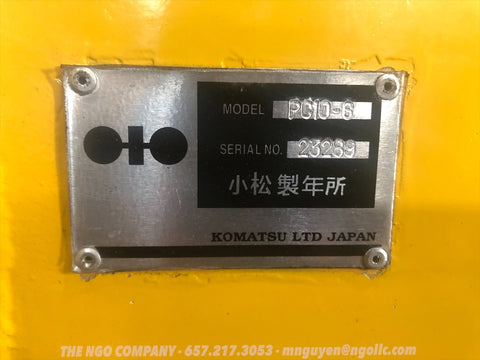 MODEL PC10-6
SERIAL NO. 23289
小松製年所
KOMATSU LTD JAPAN
THE NGO COMPANY · 657.217.3053 · mnguyen@ngollc.com